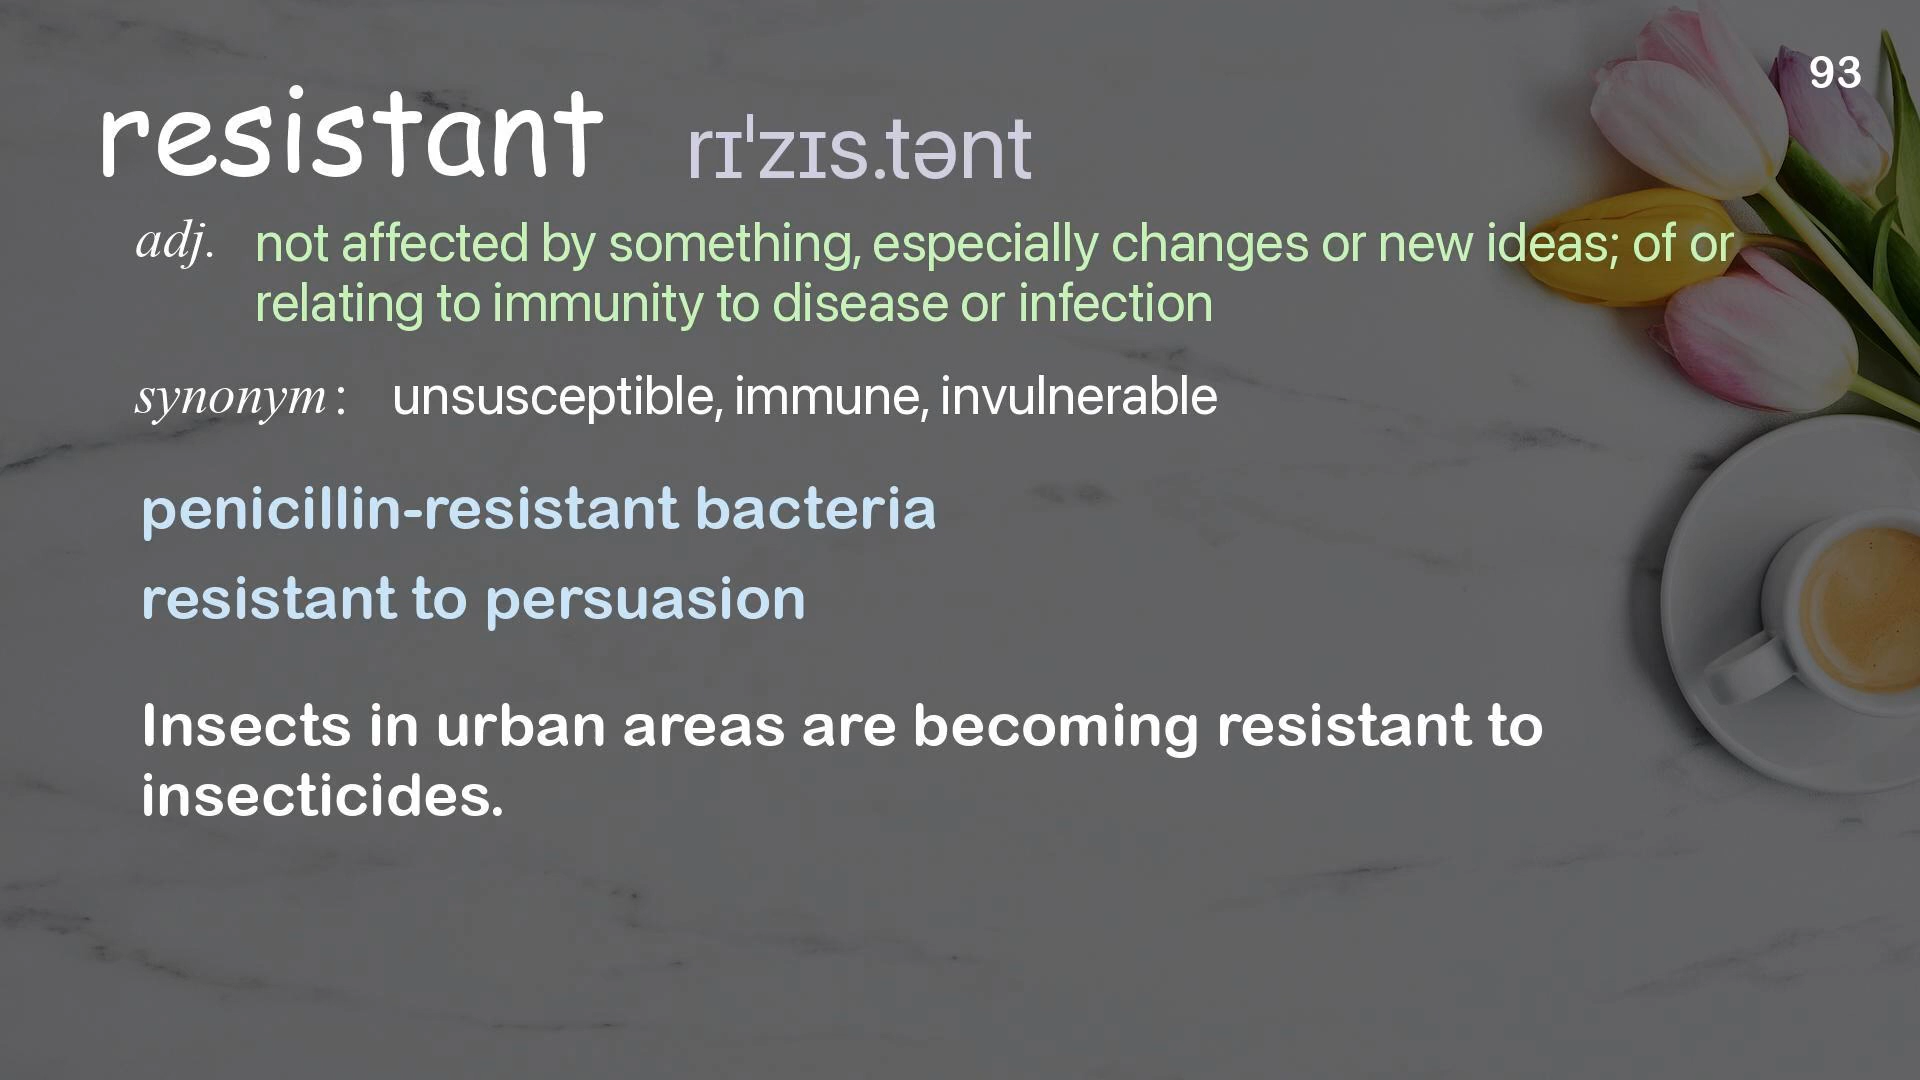 93
resistant rɪˈzɪs.tənt
adj. not affected by something, especially changes or new ideas; of or
relating to immunity to disease or infection
synonym : unsusceptible, immune, invulnerable
penicillin-resistant bacteria
resistant to persuasion
Insects in urban areas are becoming resistant to
insecticides.